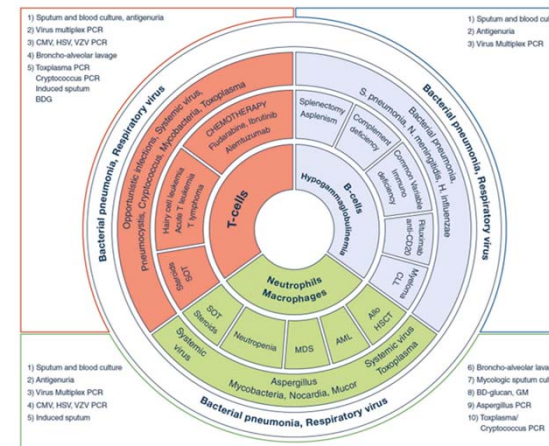 1) Sputum and blood culture, antigenuria
2) Virus multiplex PCR
3) CMV, HSV, VZV PCR
4) Broncho-alveolar lavage
5) Toxplasma PCR
Cryptococcus PCR
Induced sputum
BDG
1) Sputum and blood cul
2) Antigenuria
3) Virus Multiplex PCR
Bacterial pneumonia, Respiratory virus
Bacterial pneumonia, Respiratory virus
Opportunistic infections, Systemic virus,
Pneumocystis, Cryptococcus, Mycobacteria, Toxoplasma
Bacterial pneumonia,
S. pneumonia, N. meningitidis, H. influenzae
CHEMOTHERAPY
Fludarabine, Ibrutinib
Alemtuzumab
Splenectomy
Asplenism
Complement
deficiency
Common Variable
Immuno
deficiency
Rituximab
anti-CD20
Myeloma
CLL
Hairy cell leukemia
Acute T leukemia
T lymphoma
SOT
Steroids
T-cells
B-cells
Hypogammaglobulinemia
Neutrophils
Macrophages
SOT
Steroids
Neutropenia
MDS
AML
Allo
HSCT
Systemic
virus
Aspergillus
Mycobacteria, Nocardia, Mucor
Systemic virus
Toxoplasma
Bacterial pneumonia, Respiratory virus
1) Sputum and blood culture
2) Antigenuria
3) Virus Multiplex PCR
4) CMV, HSV, VZV PCR
5) Induced sputum
6) Broncho-alveolar lava
7) Mycologic sputum cul
8) BD-glucan, GM
9) Aspergillus PCR
10) Toxplasma/
Cryptococcus PCR